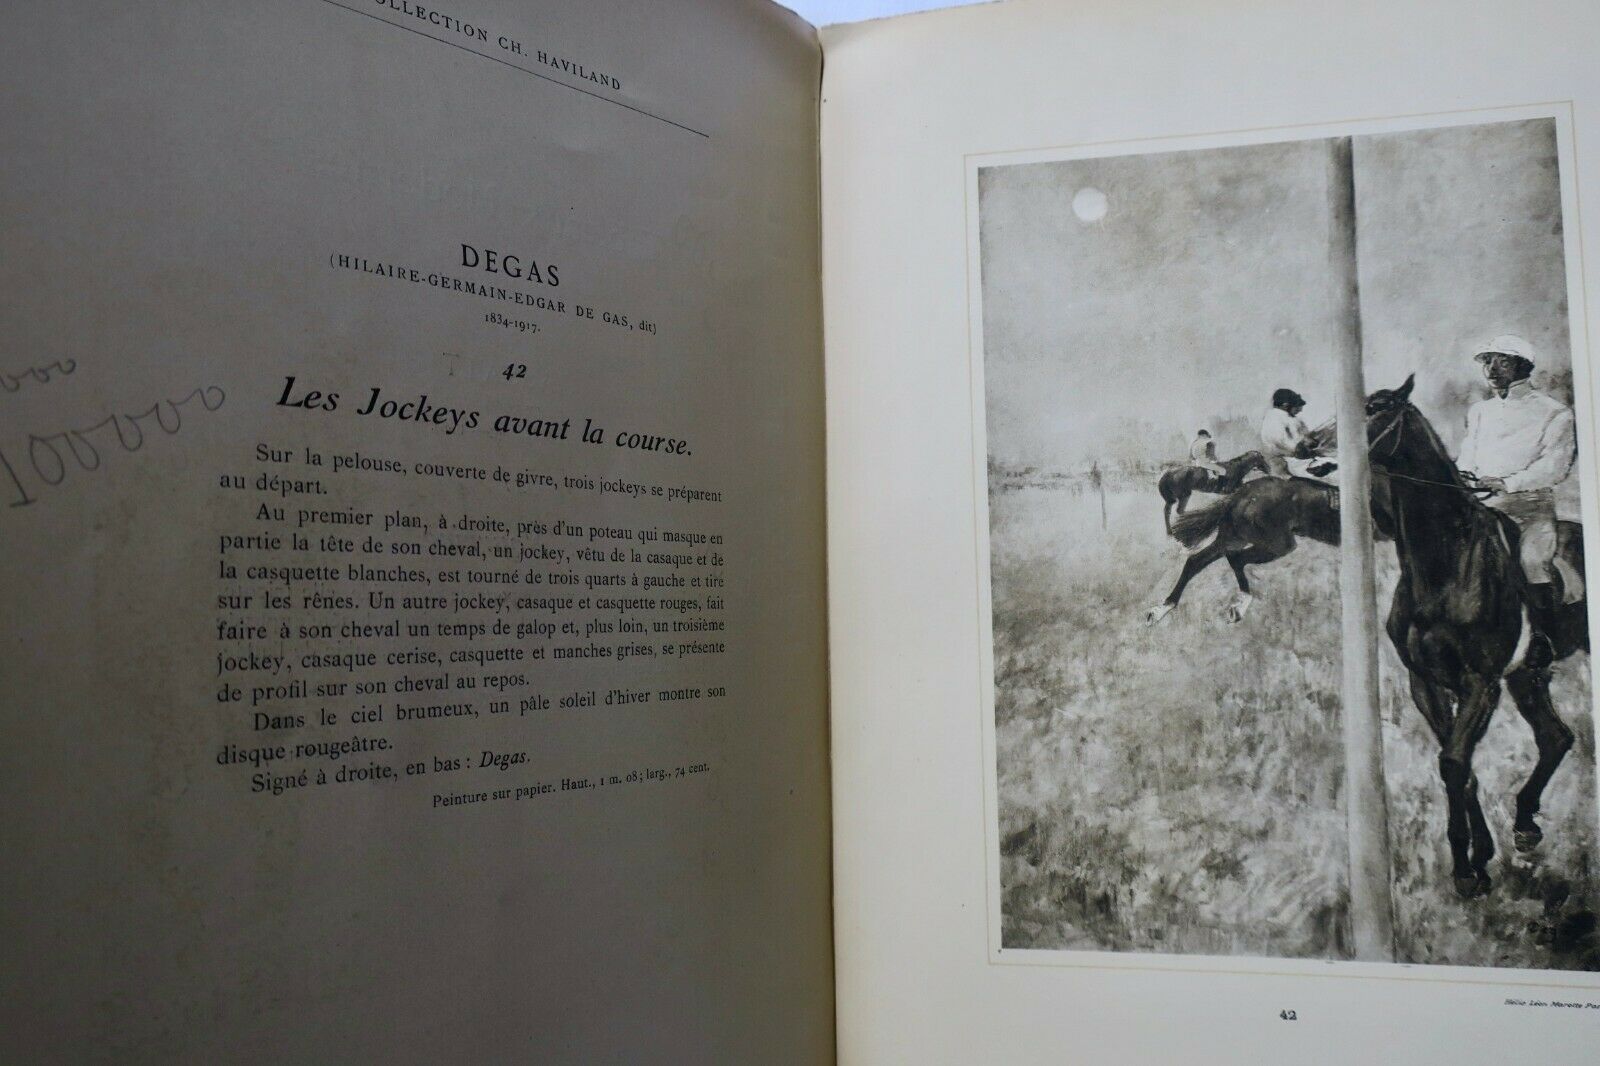 COLLECTION CH. HAVILAND
DEGAS
(HILAIRE-GERMAIN-EDGAR DE GAS, dit)
1834-1917.
42
Les Jockeys avant la course.
Sur la pelouse, couverte de givre, trois jockeys se préparent
au départ.
Au premier plan, à droite, près d'un poteau qui masque en
partie la tête de son cheval, un jockey, vêtu de la casaque et de
la casquette blanches, est tourné de trois quarts à gauche et tire
sur les rênes. Un autre jockey, casaque et casquette rouges, fait
faire à son cheval un temps de galop et, plus loin, un troisième
jockey, casaque cerise, casquette et manches grises, se présente
de profil sur son cheval au repos.
Dans le ciel brumeux, un pâle soleil d'hiver montre son
disque rougeâtre.
Signé à droite, en bas : Degas.
Peinture sur papier. Haut., 1 m. 08; larg., 74 cent.
100000
42
Hélio Léon Marotte